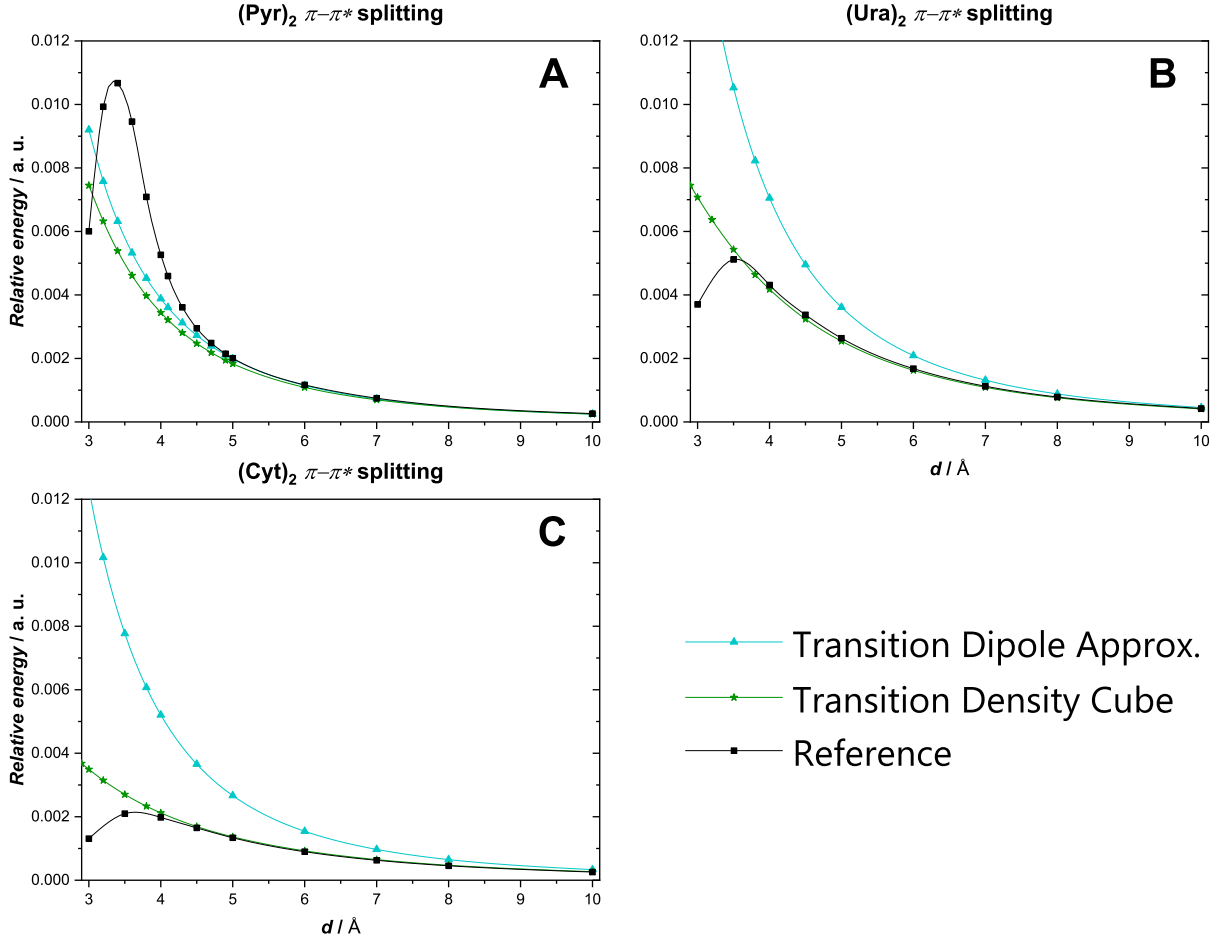 (Pyr)2 π−π* splitting
A
Relative energy / a. u.
0.012
0.010
0.008
0.006
0.004
0.002
0.000
3 4 5 6 7 8 9 10
(Ura)2 π−π* splitting
B
0.012
0.010
0.008
0.006
0.004
0.002
0.000
3 4 5 6 7 8 9 10
d / Å
(Cyt)2 π−π* splitting
C
Relative energy / a. u.
0.012
0.010
0.008
0.006
0.004
0.002
0.000
3 4 5 6 7 8 9 10
d / Å
Transition Dipole Approx.
Transition Density Cube
Reference